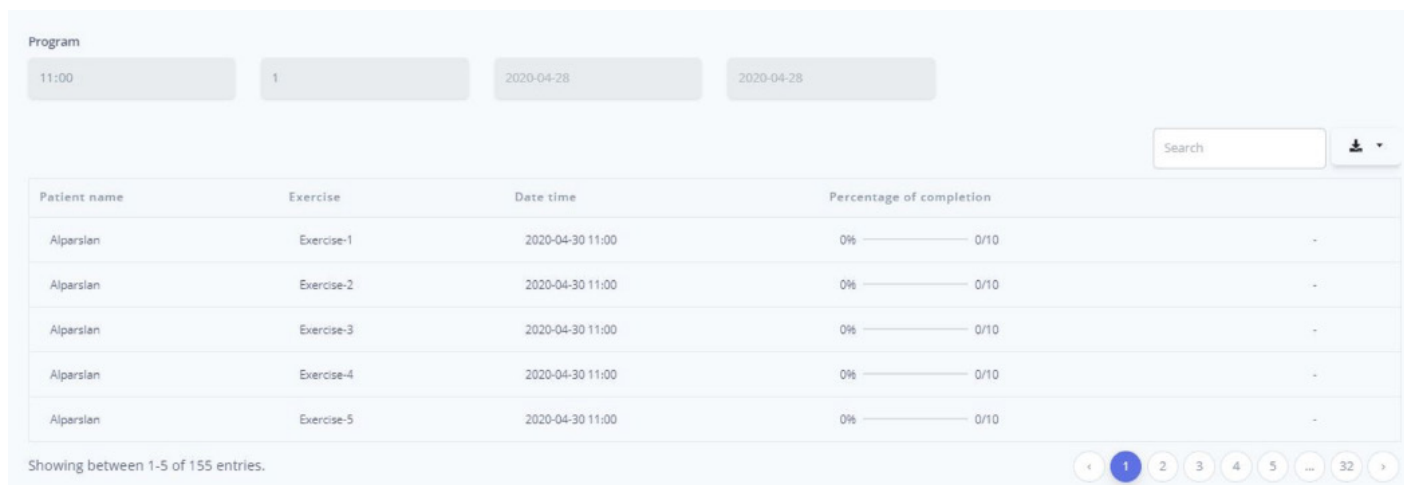 Program
11:00 1 2020-04-28 2020-04-28
Search
Patient name Exercise Date time Percentage of completion
Alparslan Exercise-1 2020-04-30 11:00 0% 0/10 -
Alparslan Exercise-2 2020-04-30 11:00 0% 0/10 -
Alparslan Exercise-3 2020-04-30 11:00 0% 0/10 -
Alparslan Exercise-4 2020-04-30 11:00 0% 0/10 -
Alparslan Exercise-5 2020-04-30 11:00 0% 0/10 -
Showing between 1-5 of 155 entries. ‹ 1 2 3 4 5 ... 32 ›